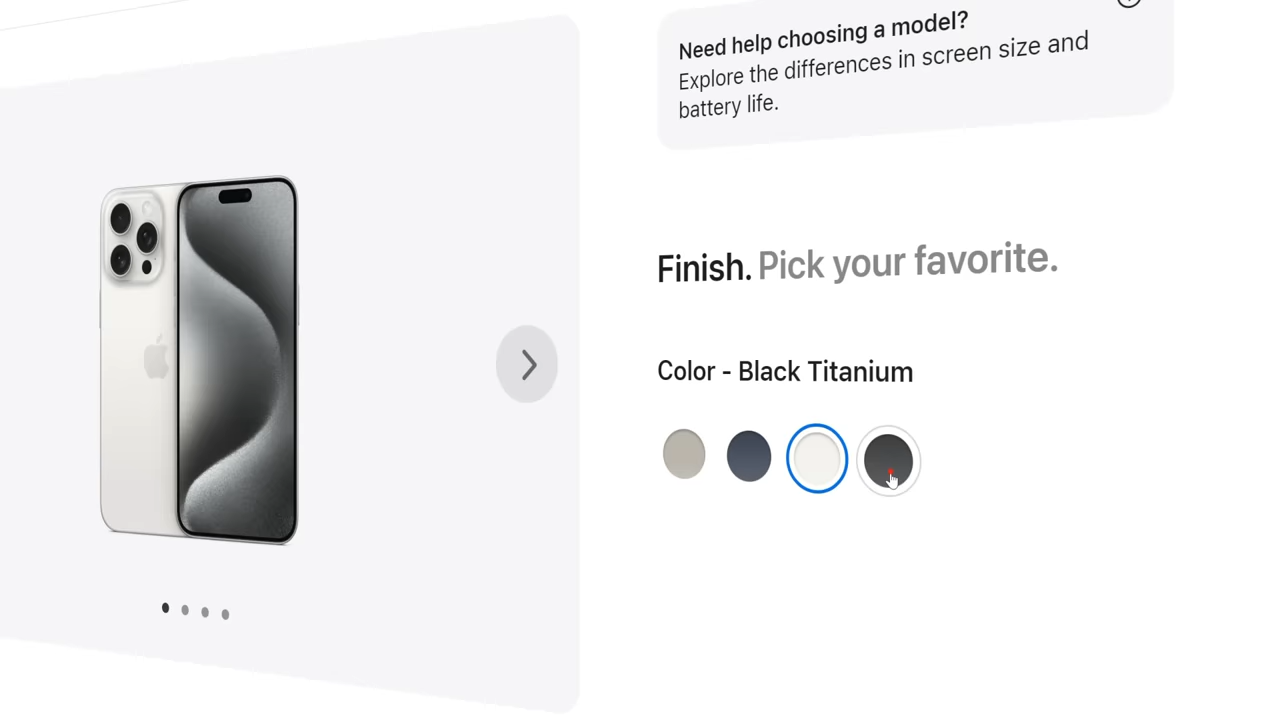 Need help choosing a model?
Explore the differences in screen size and
battery life.
Finish. Pick your favorite.
Color - Black Titanium